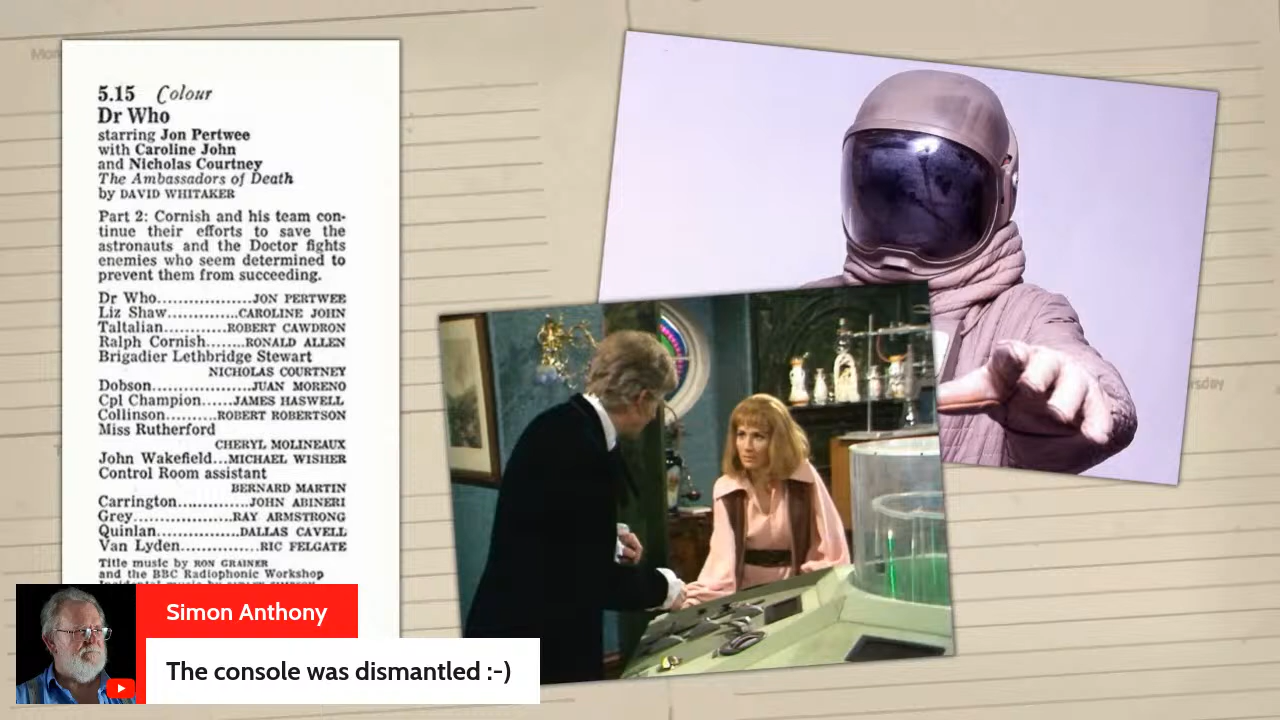 5.15 Colour
Dr Who
starring Jon Pertwee
with Caroline John
and Nicholas Courtney
The Ambassadors of Death
by DAVID WHITAKER
Part 2: Cornish and his team con-
tinue their efforts to save the
astronauts and the Doctor fights
enemies who seem determined to
prevent them from succeeding.
Dr Who..................JON PERTWEE
Liz Shaw............CAROLINE JOHN
Taltalian...........ROBERT CAWDRON
Ralph Cornish.......RONALD ALLEN
Brigadier Lethbridge Stewart
NICHOLAS COURTNEY
Dobson...................JUAN MORENO
Cpl Champion......JAMES HASWELL
Collinson.........ROBERT ROBERTSON
Miss Rutherford
CHERYL MOLINEAUX
John Wakefield...MICHAEL WISHER
Control Room assistant
BERNARD MARTIN
Carrington.............JOHN ABINERI
Grey...................RAY ARMSTRONG
Quinlan.................DALLAS CAVELL
Van Lyden...............RIC FELGATE
Title music by RON GRAINER
and the BBC Radiophonic Workshop
Simon Anthony
The console was dismantled :-)